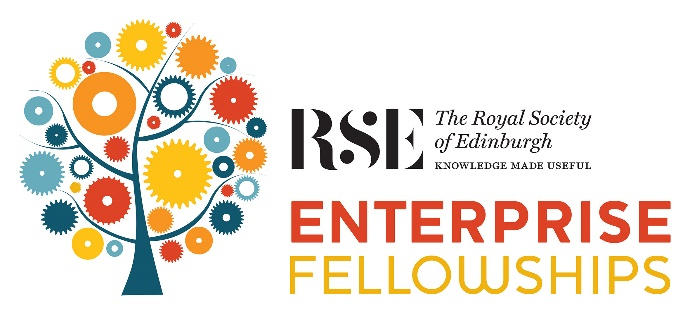 RSE
The Royal Society
of Edinburgh
KNOWLEDGE MADE USEFUL
ENTERPRISE
FELLOWSHIPS